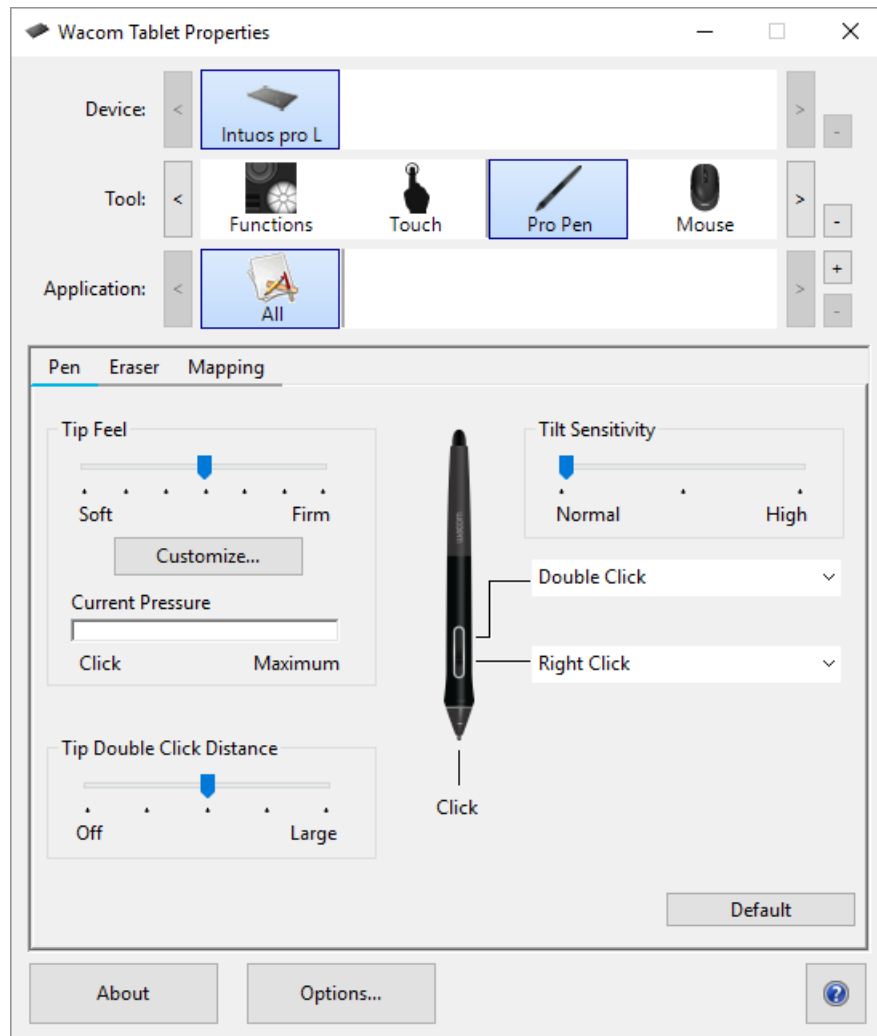 Wacom Tablet Properties
Device:
<
Intuos pro L
>
-
Tool:
<
Functions
Touch
Pro Pen
Mouse
>
-
Application:
<
All
>
+
-
Pen Eraser Mapping
Tip Feel
Soft Firm
Customize...
Current Pressure
Click Maximum
Tip Double Click Distance
Off Large
wacom
Click
Tilt Sensitivity
Normal High
Double Click
Right Click
Default
About
Options...
?